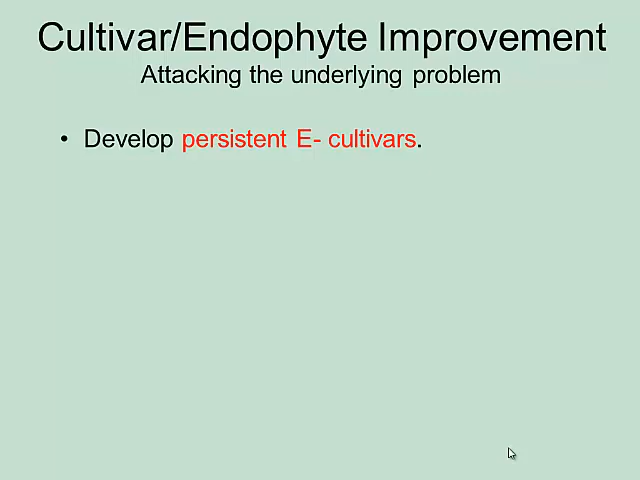 Cultivar/Endophyte Improvement
Attacking the underlying problem
• Develop persistent E- cultivars.